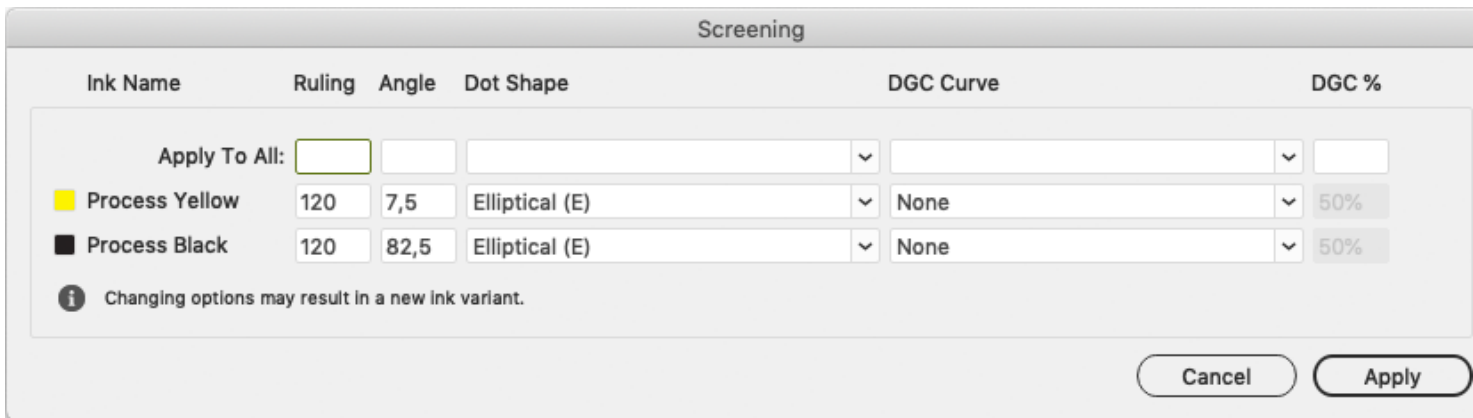 Screening
Ink Name Ruling Angle Dot Shape DGC Curve DGC %
Apply To All:
Process Yellow 120 7,5 Elliptical (E) None 50%
Process Black 120 82,5 Elliptical (E) None 50%
Changing options may result in a new ink variant.
Cancel Apply